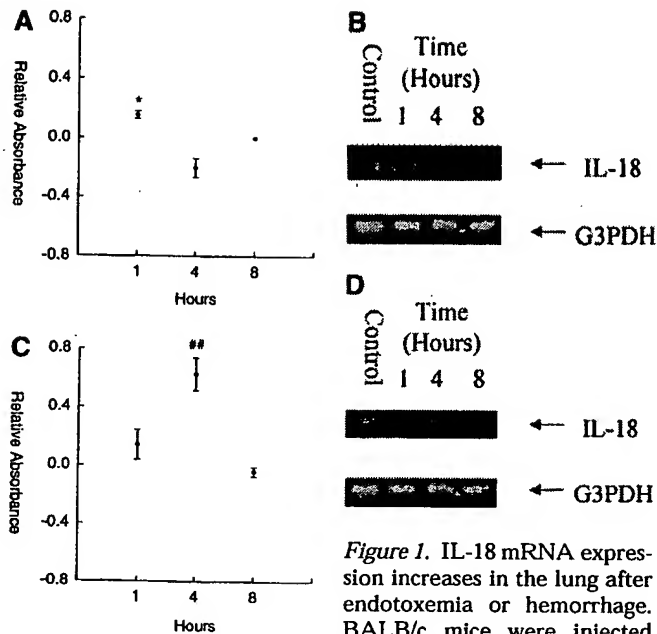 A
0.8
0.4
0.0
-0.4
-0.8
Relative Absorbance
*
1
4
8
Hours
B
Control
Time
(Hours)
1 4 8
← IL-18
← G3PDH
C
0.8
0.4
0.0
-0.4
-0.8
Relative Absorbance
##
1
4
8
Hours
D
Control
Time
(Hours)
1 4 8
← IL-18
← G3PDH
Figure 1. IL-18 mRNA expres-
sion increases in the lung after
endotoxemia or hemorrhage.
BALB/c mice were injected